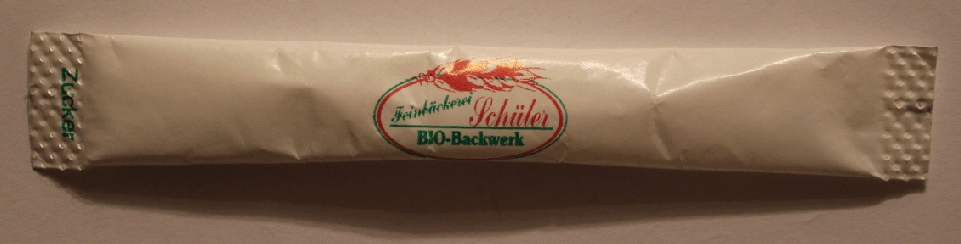 Zucker
Feinbäckerei
Schüler
BIO-Backwerk